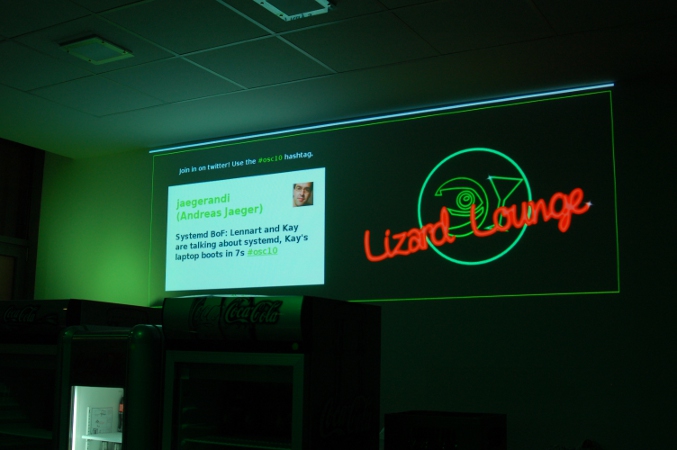 Join in on twitter! Use the #osc10 hashtag.
jaegerandi
(Andreas Jaeger)
Systemd BoF: Lennart and Kay
are talking about systemd, Kay's
laptop boots in 7s #osc10
Lizard Lounge
Coca-Cola